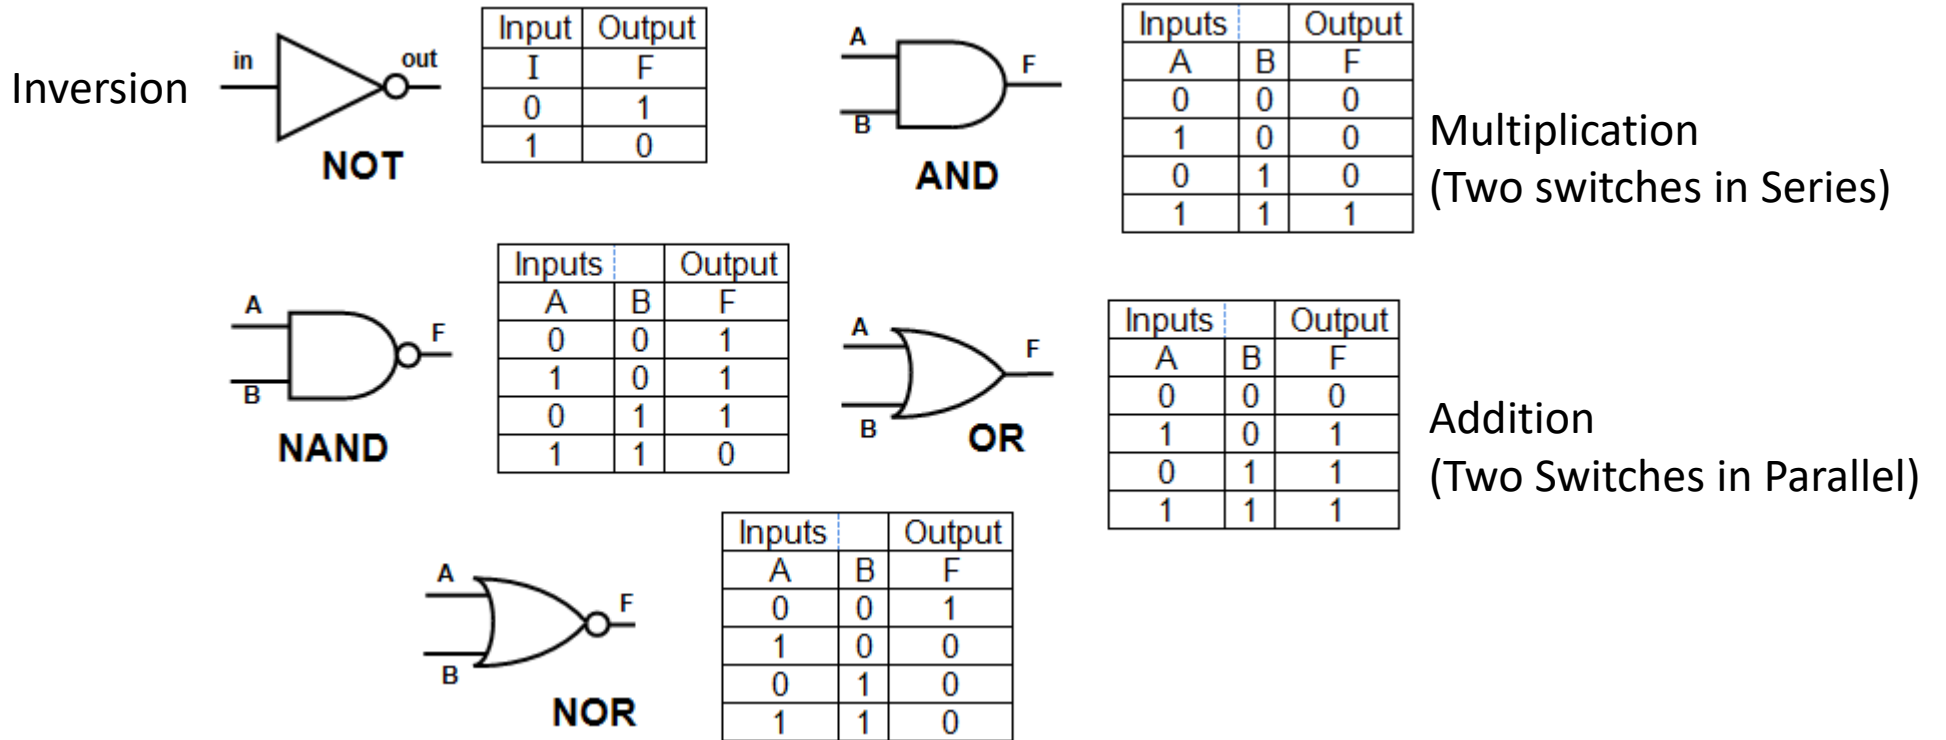 Inversion
in
out
NOT
Input Output
I F
0 1
1 0
A
B
F
AND
Inputs Output
A B F
0 0 0
1 0 0
0 1 0
1 1 1
Multiplication
(Two switches in Series)
A
B
F
NAND
Inputs Output
A B F
0 0 1
1 0 1
0 1 1
1 1 0
A
B
F
OR
Inputs Output
A B F
0 0 0
1 0 1
0 1 1
1 1 1
Addition
(Two Switches in Parallel)
A
B
F
NOR
Inputs Output
A B F
0 0 1
1 0 0
0 1 0
1 1 0